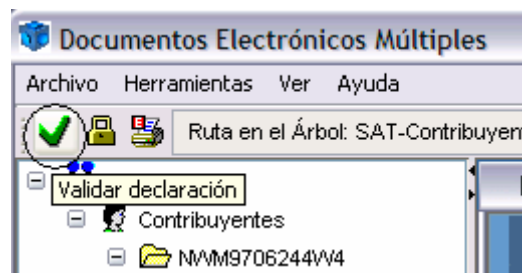 Documentos Electrónicos Múltiples
Archivo Herramientas Ver Ayuda
Ruta en el Árbol: SAT-Contribuyen
Validar declaración
Contribuyentes
NWM9706244W4